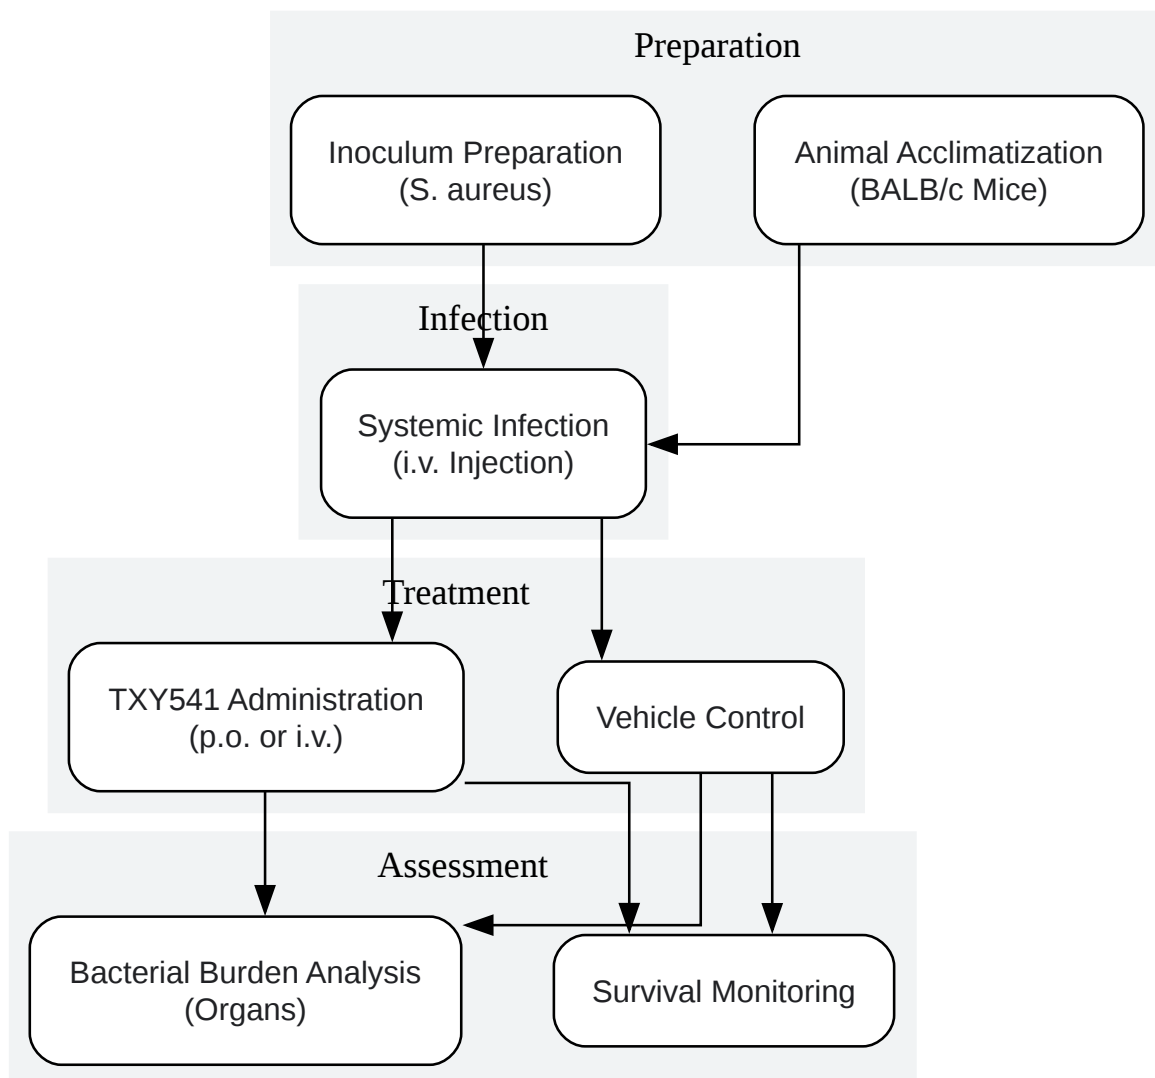 Preparation
Inoculum Preparation
(S. aureus)
Animal Acclimatization
(BALB/c Mice)
Infection
Systemic Infection
(i.v. Injection)
Treatment
TXY541 Administration
(p.o. or i.v.)
Vehicle Control
Assessment
Bacterial Burden Analysis
(Organs)
Survival Monitoring